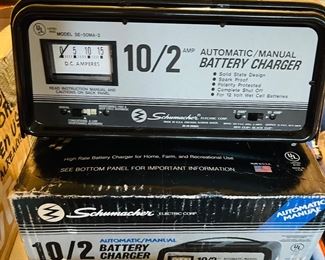 MODEL SE-50MA-2
0 5 10 15
D.C. AMPERES
10/2 AMP
AUTOMATIC/MANUAL
BATTERY CHARGER
• Solid State Design
• Spark Proof
• Polarity Protected
• Complete Shut Off
• For 12 Volt Wet Cell Batteries
READ INSTRUCTION MANUAL AND
CAUTIONS ON BACK PANEL
Schumacher ELECTRIC CORP.
High Rate Battery Charger for Home, Farm, and Recreational Use
SEE BOTTOM PANEL FOR IMPORTANT INFORMATION.
Schumacher ELECTRIC CORP.
AUTOMATIC
MANUAL
10/2
AUTOMATIC/MANUAL
BATTERY
CHARGER
10/2